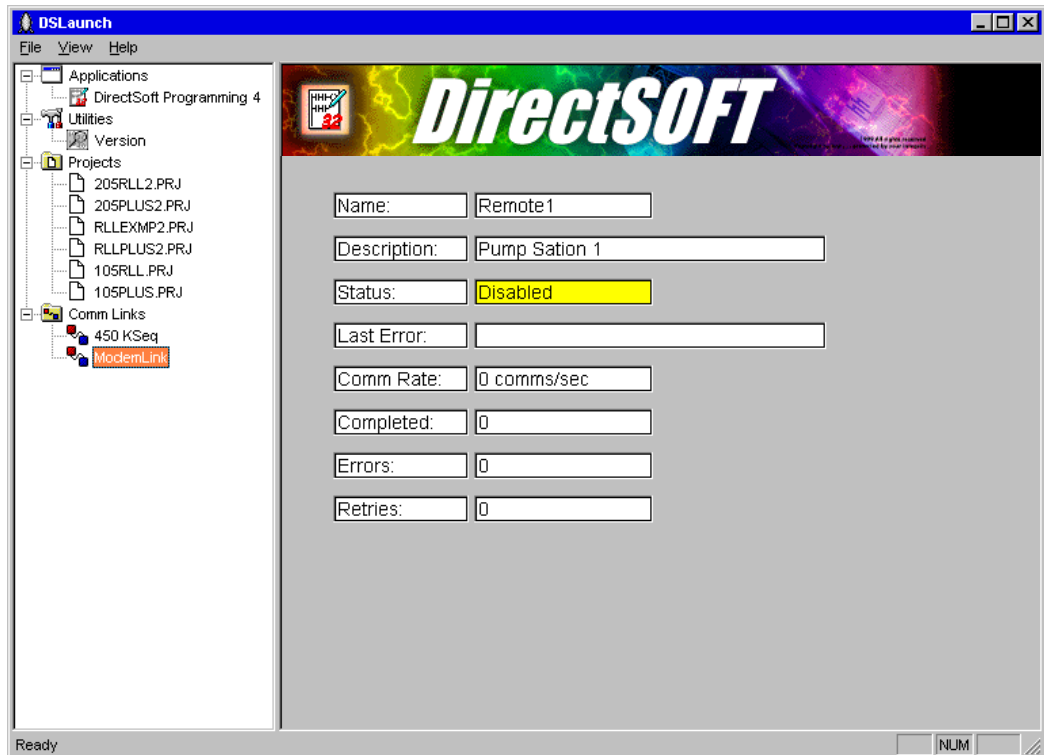 DSLaunch
File View Help
Applications
DirectSoft Programming 4
Utilities
Version
Projects
205RLL2.PRJ
205PLUS2.PRJ
RLLEXMP2.PRJ
RLLPLUS2.PRJ
105RLL.PRJ
105PLUS.PRJ
Comm Links
450 KSeq
ModemLink
32
DirectSOFT
Name: Remote1
Description: Pump Sation 1
Status: Disabled
Last Error:
Comm Rate: 0 comms/sec
Completed: 0
Errors: 0
Retries: 0
Ready NUM